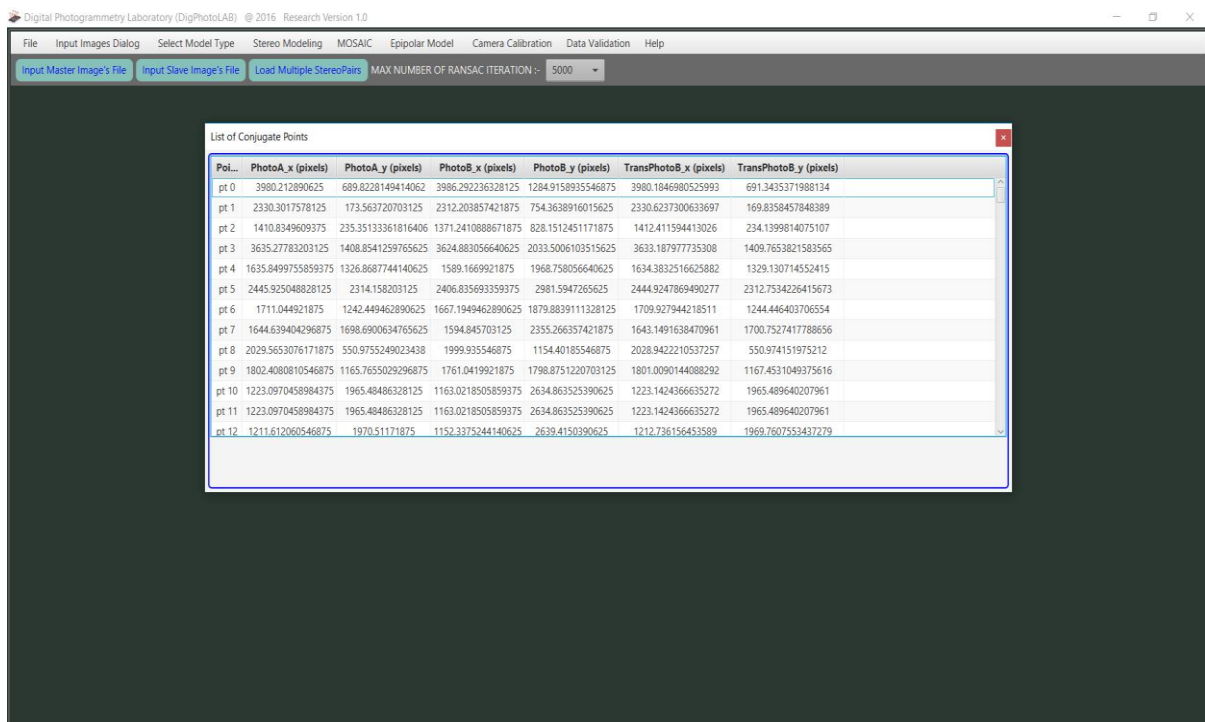 Digital Photogrammetry Laboratory (DigPhotoLAB) @ 2016 Research Version 1.0
File Input Images Dialog Select Model Type Stereo Modeling MOSAIC Epipolar Model Camera Calibration Data Validation Help
Input Master Image's File Input Slave Image's File Load Multiple StereoPairs MAX NUMBER OF RANSAC ITERATION :- 5000
List of Conjugate Points
Poi... PhotoA_x (pixels) PhotoA_y (pixels) PhotoB_x (pixels) PhotoB_y (pixels) TransPhotoB_x (pixels) TransPhotoB_y (pixels)
pt 0 3980.212890625 689.8228149414062 3986.292236328125 1284.9158935546875 3980.1846980525993 691.3435371988134
pt 1 2330.3017578125 173.563720703125 2312.203857421875 754.3638916015625 2330.6237300633697 169.8358457848389
pt 2 1410.8349609375 235.35133361816406 1371.2410888671875 828.1512451171875 1412.411594413026 234.1399814075107
pt 3 3635.27783203125 1408.8541259765625 3624.883056640625 2033.5006103515625 3633.187977735308 1409.7653821583565
pt 4 1635.8499755859375 1326.8687744140625 1589.1669921875 1968.758056640625 1634.3832516625882 1329.130714552415
pt 5 2445.925048828125 2314.158203125 2406.835693359375 2981.5947265625 2444.9247869490277 2312.7534226415673
pt 6 1711.044921875 1242.449462890625 1667.1949462890625 1879.8839111328125 1709.927944218511 1244.446403706554
pt 7 1644.639404296875 1698.6900634765625 1594.845703125 2355.266357421875 1643.1491638470961 1700.7527417788656
pt 8 2029.5653076171875 550.9755249023438 1999.935546875 1154.40185546875 2028.9422210537257 550.974151975212
pt 9 1802.4080810546875 1165.7655029296875 1761.0419921875 1798.8751220703125 1801.0090144088292 1167.4531049375616
pt 10 1223.0970458984375 1965.48486328125 1163.0218505859375 2634.863525390625 1223.1424366635272 1965.489640207961
pt 11 1223.0970458984375 1965.48486328125 1163.0218505859375 2634.863525390625 1223.1424366635272 1965.489640207961
pt 12 1211.612060546875 1970.51171875 1152.3375244140625 2639.4150390625 1212.736156453589 1969.7607553437279